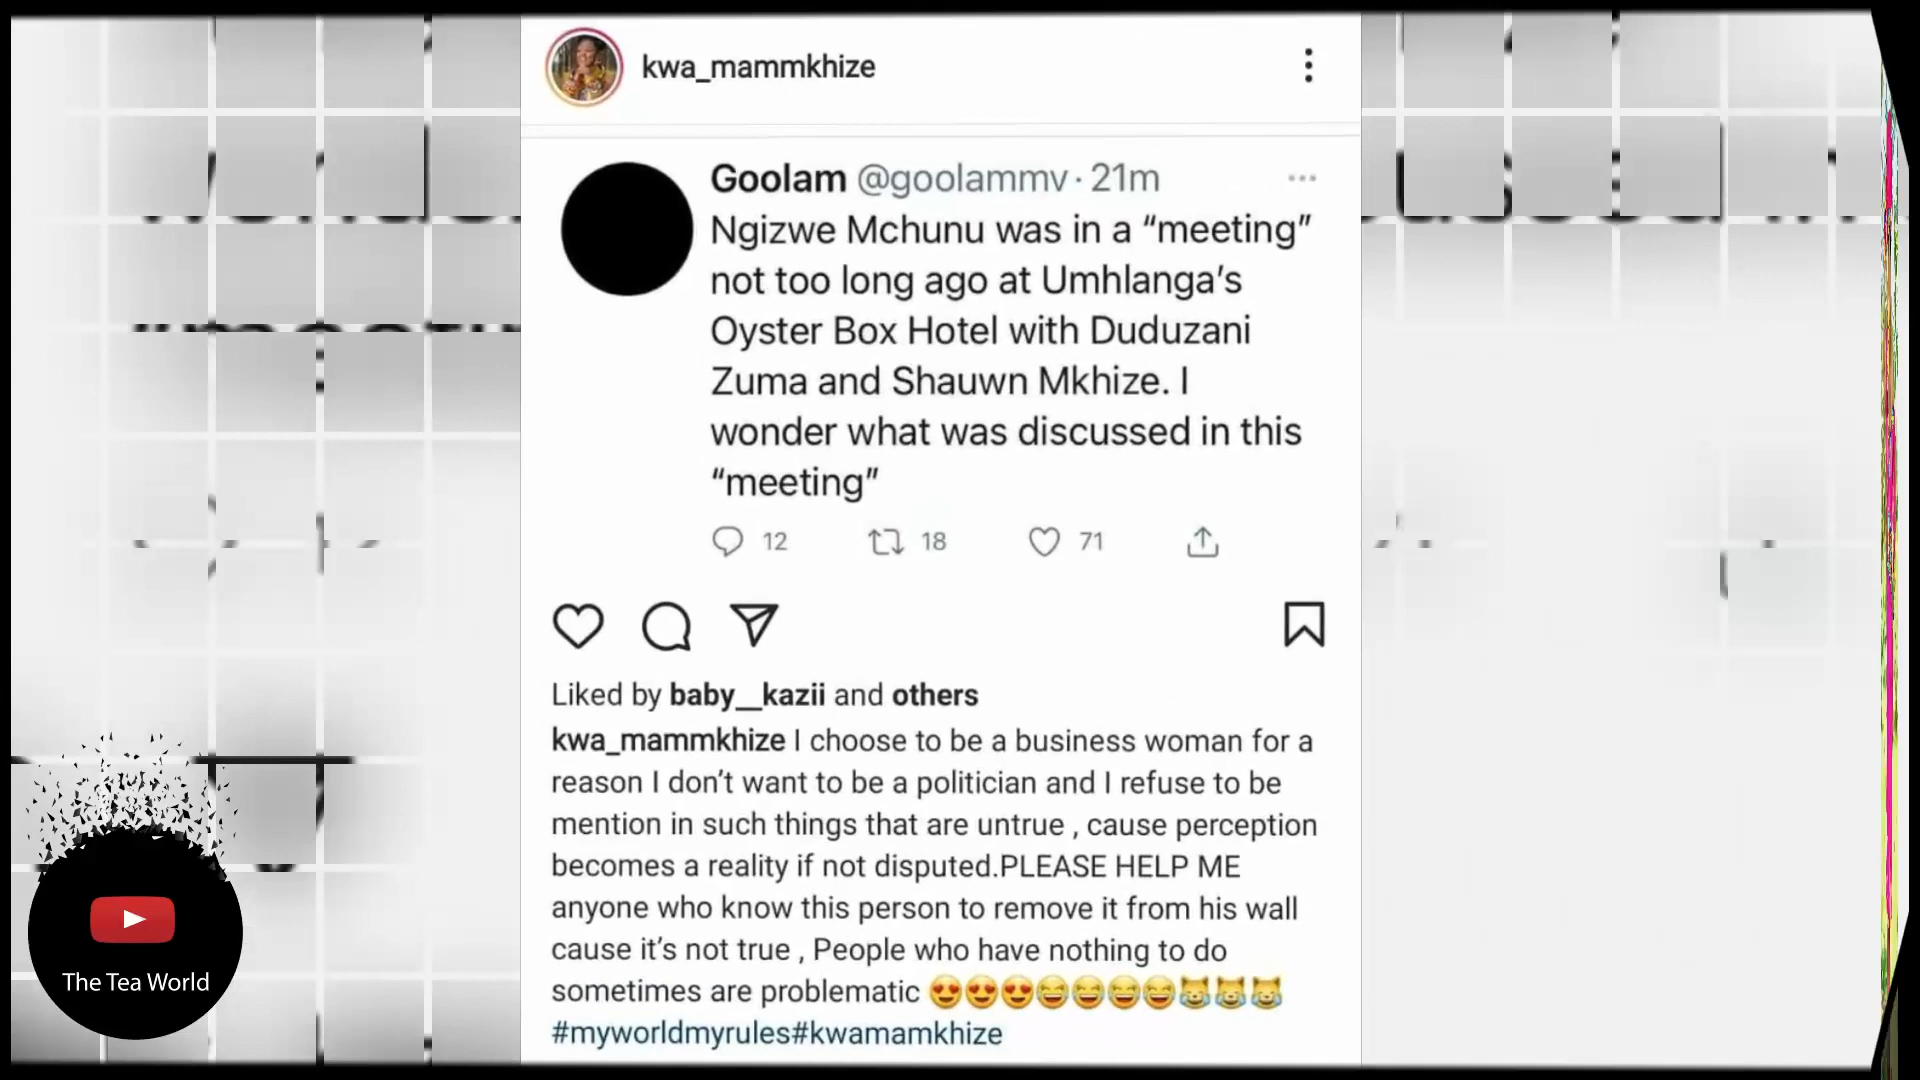 kwa_mammkhize
Goolam @goolammv · 21m
Ngizwe Mchunu was in a “meeting”
not too long ago at Umhlanga’s
Oyster Box Hotel with Duduzani
Zuma and Shauwn Mkhize. I
wonder what was discussed in this
“meeting”
12 18 71
Liked by baby__kazii and others
kwa_mammkhize I choose to be a business woman for a
reason I don’t want to be a politician and I refuse to be
mention in such things that are untrue , cause perception
becomes a reality if not disputed.PLEASE HELP ME
anyone who know this person to remove it from his wall
cause it’s not true , People who have nothing to do
sometimes are problematic 😍😍😍😂😂😂😂😹😹😹
#myworldmyrules#kwamamkhize
The Tea World